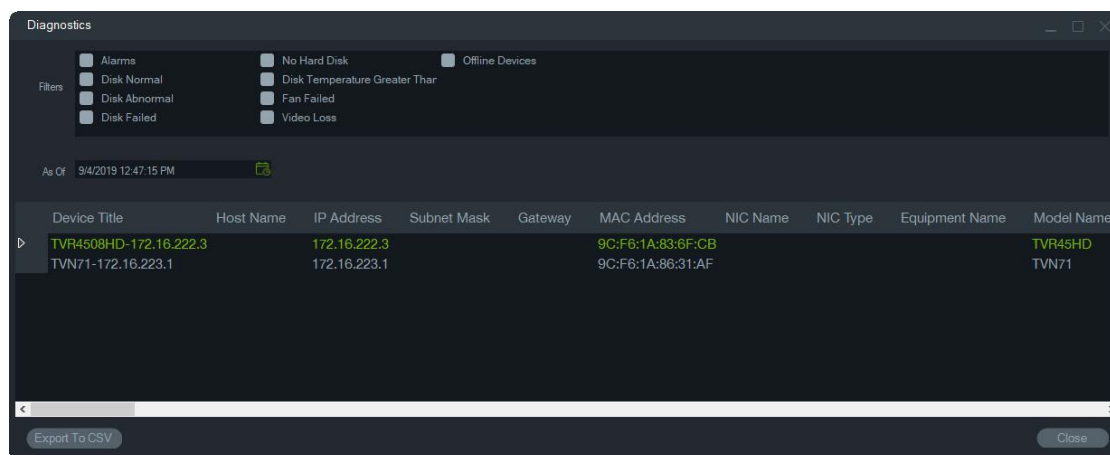 Diagnostics
Filters
Alarms No Hard Disk Offline Devices
Disk Normal Disk Temperature Greater Than
Disk Abnormal Fan Failed
Disk Failed Video Loss
As Of 9/4/2019 12:47:15 PM
Device Title Host Name IP Address Subnet Mask Gateway MAC Address NIC Name NIC Type Equipment Name Model Name
TVR4508HD-172.16.222.3 172.16.222.3 9C:F6:1A:83:6F:CB TVR45HD
TVN71-172.16.223.1 172.16.223.1 9C:F6:1A:86:31:AF TVN71
Export To CSV Close